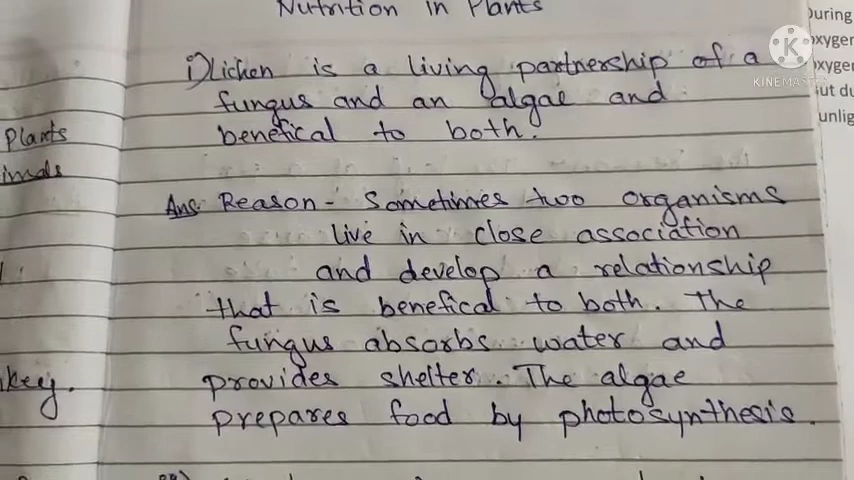 Nutrition in Plants
i) Lichen is a living partnership of a
fungus and an algae and
benefical to both.
Ans. Reason - Sometimes two organisms
live in close association
and develop a relationship
that is benefical to both. The
fungus absorbs water and
provides shelter. The algae
prepares food by photosynthesis.
Plants
key.
KINEMASTER